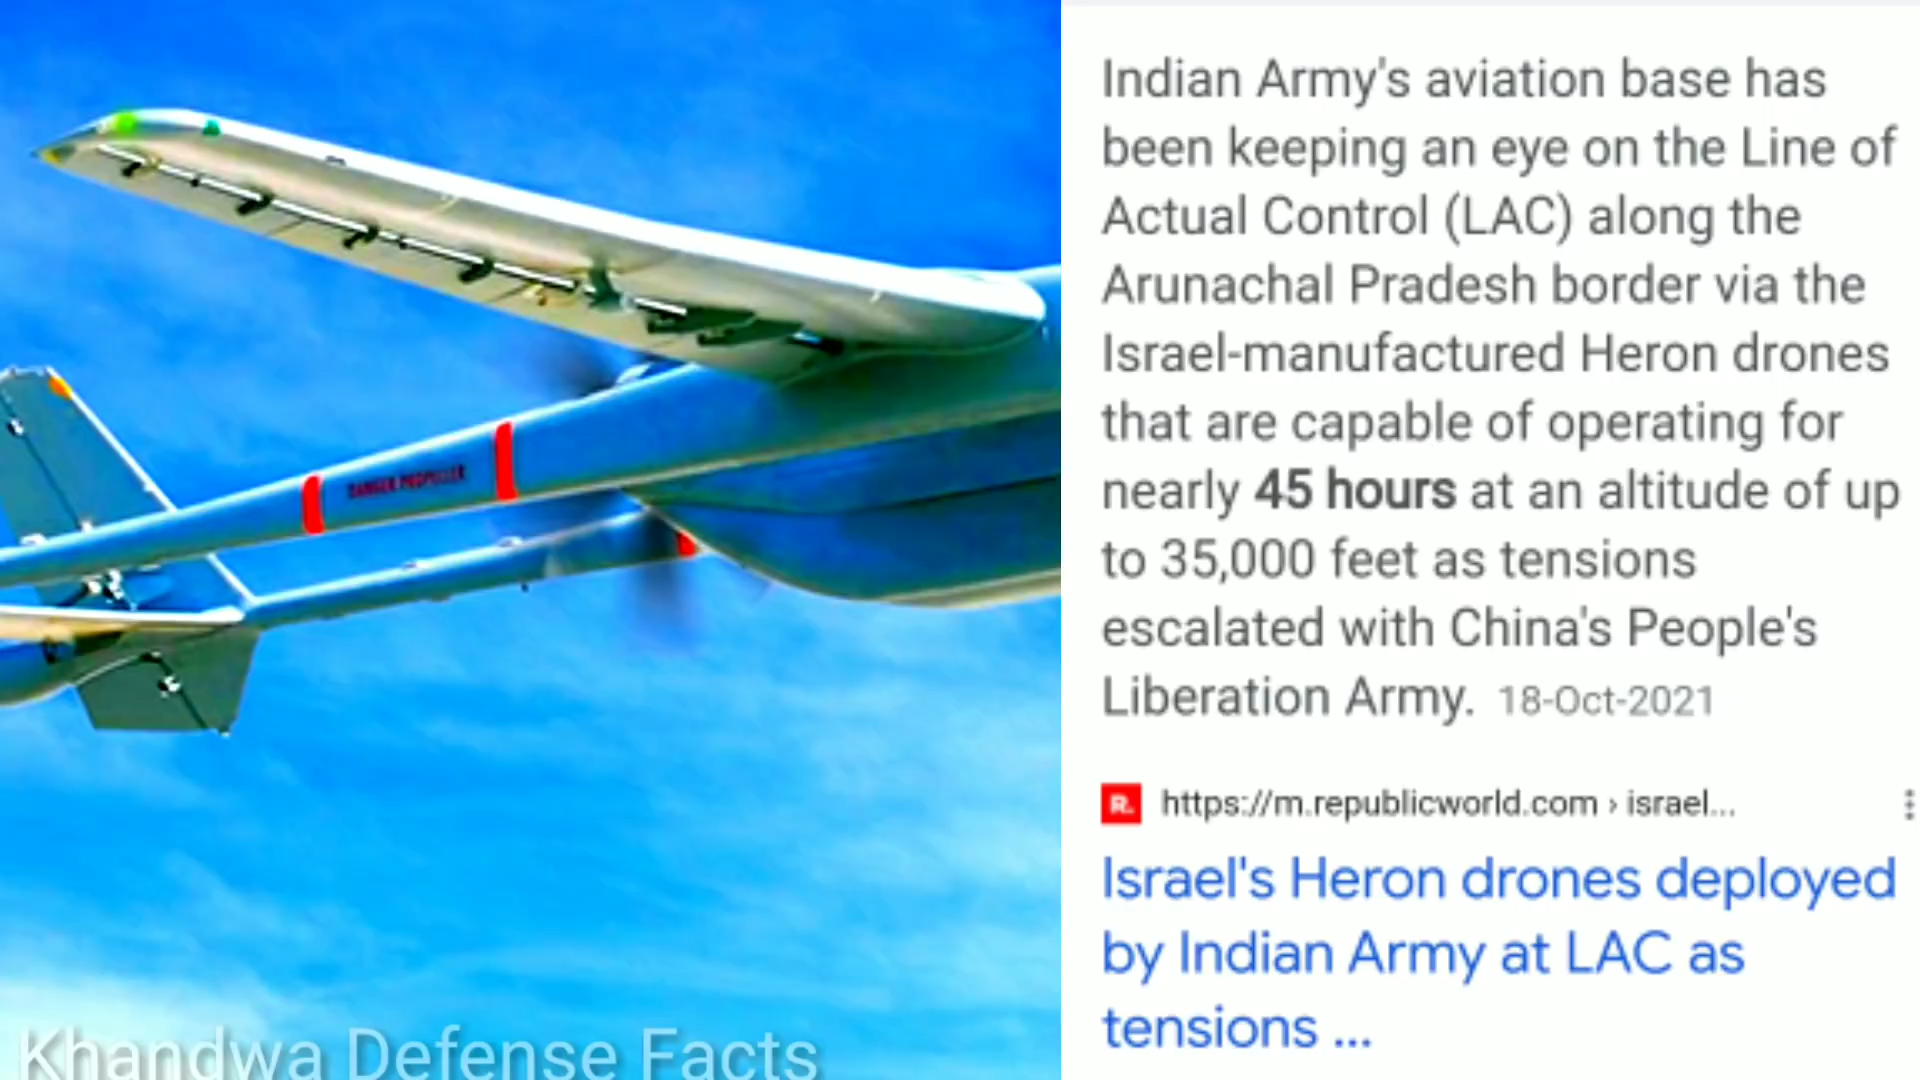 DANGER PROPELLER
Khandwa Defense Facts
Indian Army's aviation base has
been keeping an eye on the Line of
Actual Control (LAC) along the
Arunachal Pradesh border via the
Israel-manufactured Heron drones
that are capable of operating for
nearly 45 hours at an altitude of up
to 35,000 feet as tensions
escalated with China's People's
Liberation Army. 18-Oct-2021
R.
https://m.republicworld.com › israel...
Israel's Heron drones deployed
by Indian Army at LAC as
tensions ...